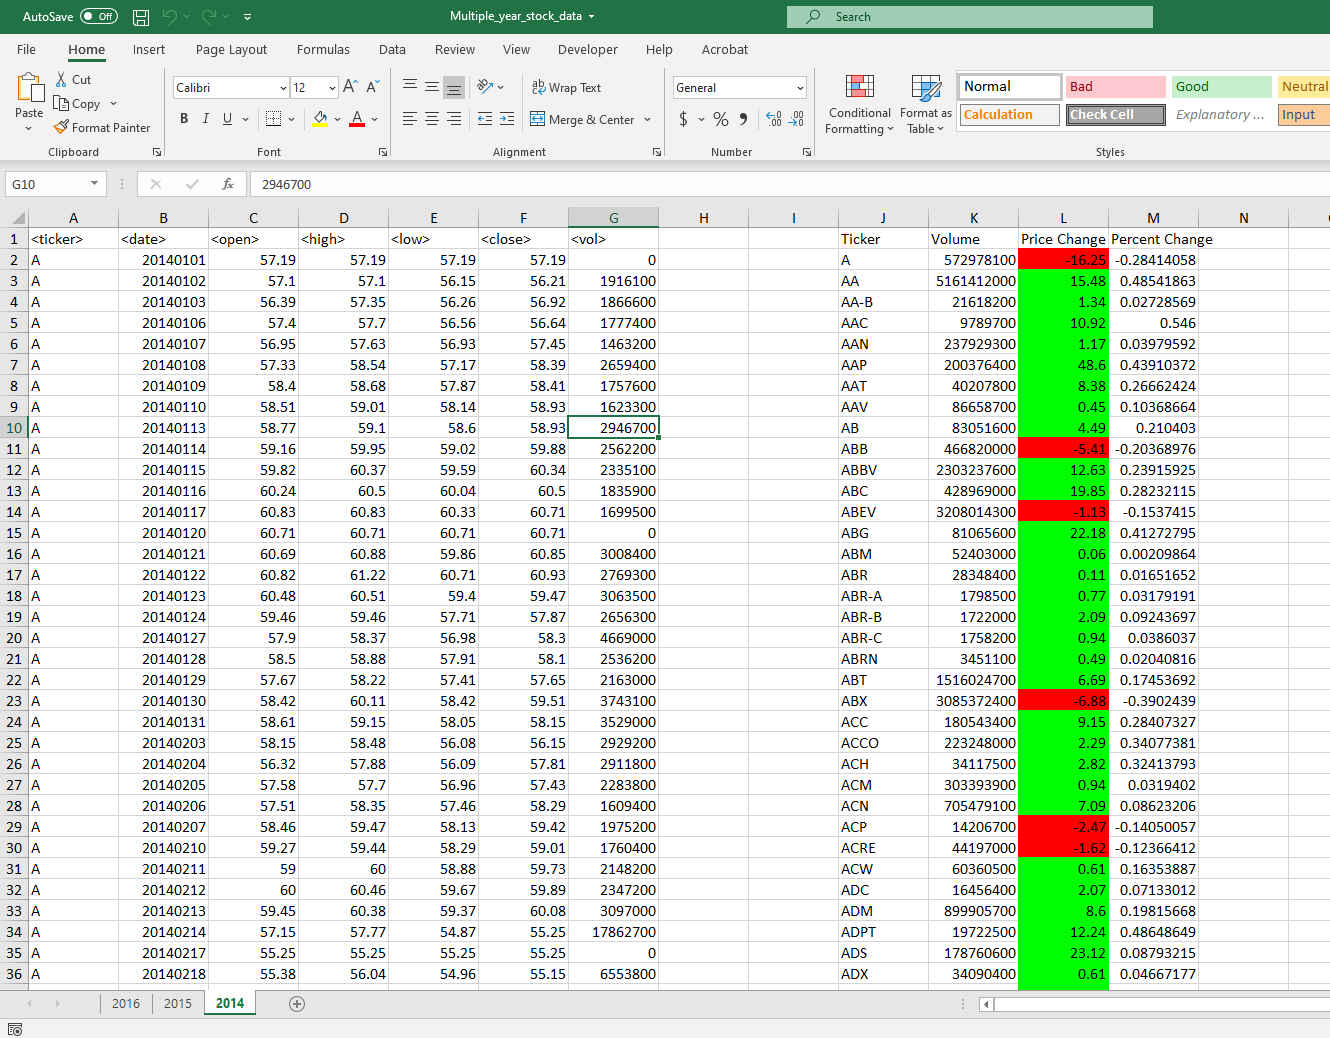 AutoSave Off Multiple_year_stock_data Search
File Home Insert Page Layout Formulas Data Review View Developer Help Acrobat
Paste Cut Copy Format Painter Clipboard
Calibri 12 A A B I U A Font
ab Wrap Text Merge & Center Alignment
General $ % Number
Conditional Formatting Format as Table
Normal Bad Good Neutral
Calculation Check Cell Explanatory ... Input
Styles
G10 fx 2946700
A B C D E F G H I J K L M N
1 <ticker> <date> <open> <high> <low> <close> <vol> Ticker Volume Price Change Percent Change
2 A 20140101 57.19 57.19 57.19 57.19 0 A 572978100 -16.25 -0.28414058
3 A 20140102 57.1 57.1 56.15 56.21 1916100 AA 5161412000 15.48 0.48541863
4 A 20140103 56.39 57.35 56.26 56.92 1866600 AA-B 21618200 1.34 0.02728569
5 A 20140106 57.4 57.7 56.56 56.64 1777400 AAC 9789700 10.92 0.546
6 A 20140107 56.95 57.63 56.93 57.45 1463200 AAN 237929300 1.17 0.03979592
7 A 20140108 57.33 58.54 57.17 58.39 2659400 AAP 200376400 48.6 0.43910372
8 A 20140109 58.4 58.68 57.87 58.41 1757600 AAT 40207800 8.38 0.26662424
9 A 20140110 58.51 59.01 58.14 58.93 1623300 AAV 86658700 0.45 0.10368664
10 A 20140113 58.77 59.1 58.6 58.93 2946700 AB 83051600 4.49 0.210403
11 A 20140114 59.16 59.95 59.02 59.88 2562200 ABB 466820000 -5.41 -0.20368976
12 A 20140115 59.82 60.37 59.59 60.34 2335100 ABBV 2303237600 12.63 0.23915925
13 A 20140116 60.24 60.5 60.04 60.5 1835900 ABC 428969000 19.85 0.28232115
14 A 20140117 60.83 60.83 60.33 60.71 1699500 ABEV 3208014300 -1.13 -0.1537415
15 A 20140120 60.71 60.71 60.71 60.71 0 ABG 81065600 22.18 0.41272795
16 A 20140121 60.69 60.88 59.86 60.85 3008400 ABM 52403000 0.06 0.00209864
17 A 20140122 60.82 61.22 60.71 60.93 2769300 ABR 28348400 0.11 0.01651652
18 A 20140123 60.48 60.51 59.4 59.47 3063500 ABR-A 1798500 0.77 0.03179191
19 A 20140124 59.46 59.46 57.71 57.87 2656300 ABR-B 1722000 2.09 0.09243697
20 A 20140127 57.9 58.37 56.98 58.3 4669000 ABR-C 1758200 0.94 0.0386037
21 A 20140128 58.5 58.88 57.91 58.1 2536200 ABRN 3451100 0.49 0.02040816
22 A 20140129 57.67 58.22 57.41 57.65 2163000 ABT 1516024700 6.69 0.17453692
23 A 20140130 58.42 60.11 58.42 59.51 3743100 ABX 3085372400 -6.88 -0.3902439
24 A 20140131 58.61 59.15 58.05 58.15 3529000 ACC 180543400 9.15 0.28407327
25 A 20140203 58.15 58.48 56.08 56.15 2929200 ACCO 223248000 2.29 0.34077381
26 A 20140204 56.32 57.88 56.09 57.81 2911800 ACH 34117500 2.82 0.32413793
27 A 20140205 57.58 57.7 56.96 57.43 2283800 ACM 303393900 0.94 0.0319402
28 A 20140206 57.51 58.35 57.46 58.29 1609400 ACN 705479100 7.09 0.08623206
29 A 20140207 58.46 59.47 58.13 59.42 1975200 ACP 14206700 -2.47 -0.14050057
30 A 20140210 59.27 59.44 58.29 59.01 1760400 ACRE 44197000 -1.62 -0.12366412
31 A 20140211 59 60 58.88 59.73 2148200 ACW 60360500 0.61 0.16353887
32 A 20140212 60 60.46 59.67 59.89 2347200 ADC 16456400 2.07 0.07133012
33 A 20140213 59.45 60.38 59.37 60.08 3097000 ADM 899905700 8.6 0.19815668
34 A 20140214 57.15 57.77 54.87 55.25 17862700 ADPT 19722500 12.24 0.48648649
35 A 20140217 55.25 55.25 55.25 55.25 0 ADS 178760600 23.12 0.08793215
36 A 20140218 55.38 56.04 54.96 55.15 6553800 ADX 34090400 0.61 0.04667177
2016 2015 2014